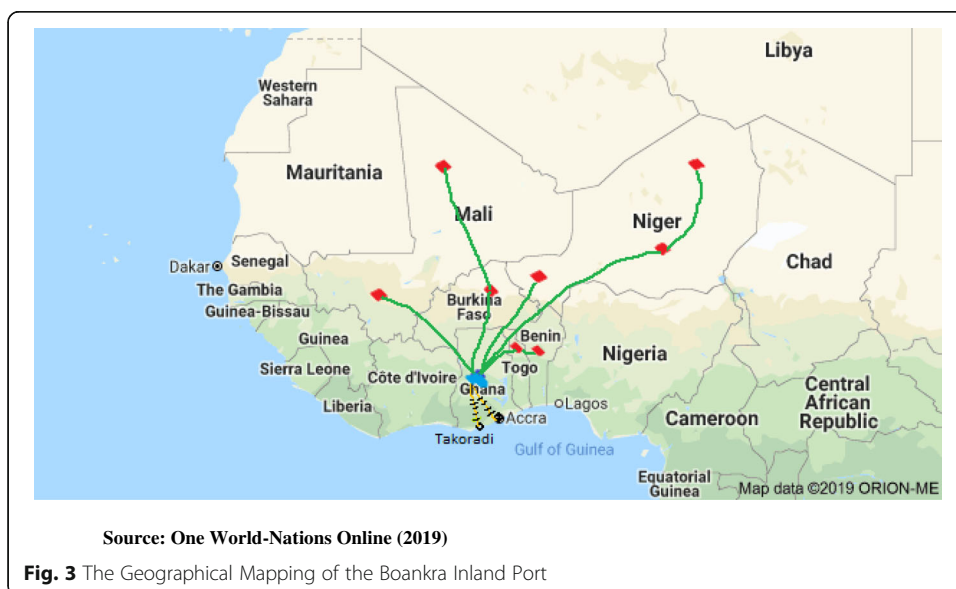 Libya
Western
Sahara
Mauritania
Mali
Niger
Chad
Dakar
Senegal
The Gambia
Guinea-Bissau
Burkina
Faso
Guinea
Benin
Nigeria
Sierra Leone
Côte d'Ivoire
Togo
Ghana
Liberia
Accra
Lagos
Central
African
Republic
Cameroon
Takoradi
Gulf of Guinea
Equatorial
Guinea
Map data ©2019 ORION-ME
Source: One World-Nations Online (2019)
Fig. 3 The Geographical Mapping of the Boankra Inland Port